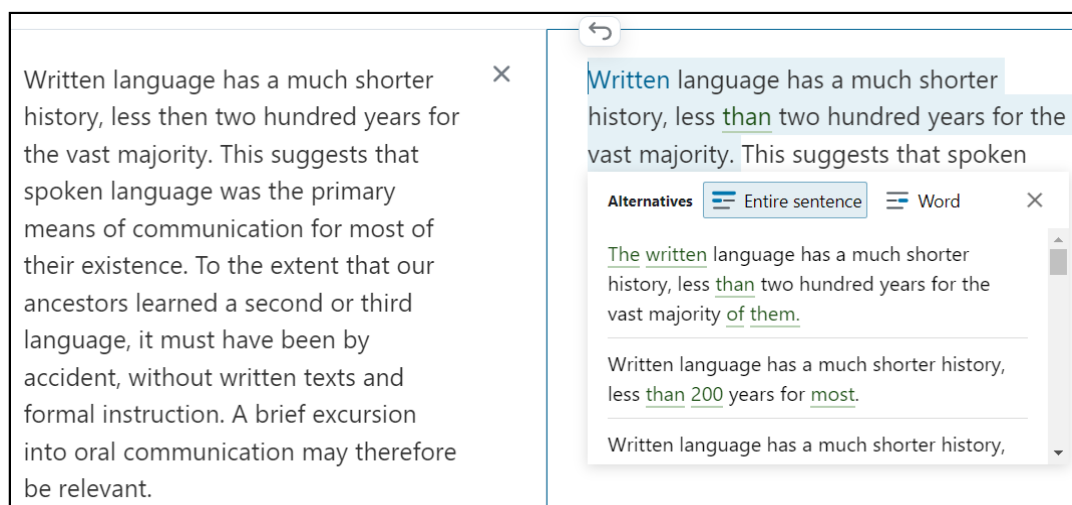 Written language has a much shorter
history, less then two hundred years for
the vast majority. This suggests that
spoken language was the primary
means of communication for most of
their existence. To the extent that our
ancestors learned a second or third
language, it must have been by
accident, without written texts and
formal instruction. A brief excursion
into oral communication may therefore
be relevant.
Written language has a much shorter
history, less than two hundred years for the
vast majority. This suggests that spoken
Alternatives Entire sentence Word
The written language has a much shorter
history, less than two hundred years for the
vast majority of them.
Written language has a much shorter history,
less than 200 years for most.
Written language has a much shorter history,